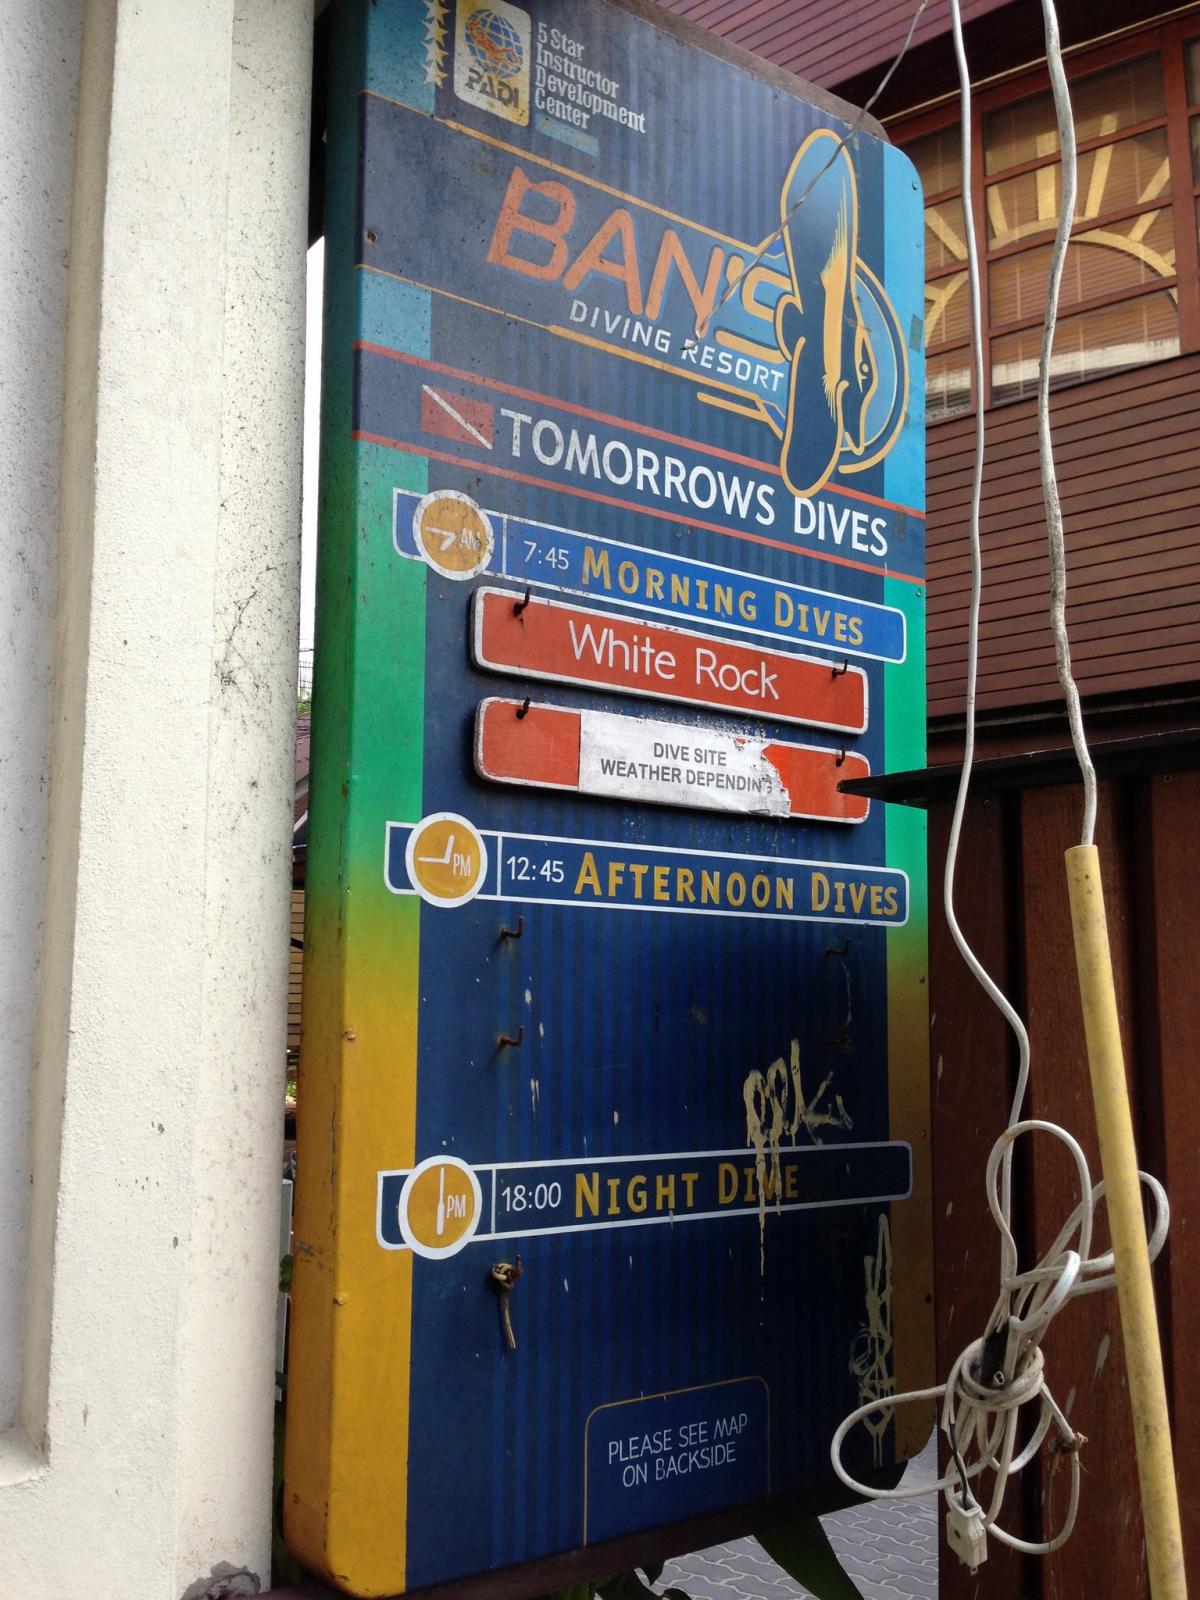 PADI
5 Star
Instructor
Development
Center
BAN'S
DIVING RESORT
TOMORROWS DIVES
AM
7:45 MORNING DIVES
White Rock
DIVE SITE
WEATHER DEPENDING
PM
12:45 AFTERNOON DIVES
PM
18:00 NIGHT DIVE
PLEASE SEE MAP
ON BACKSIDE